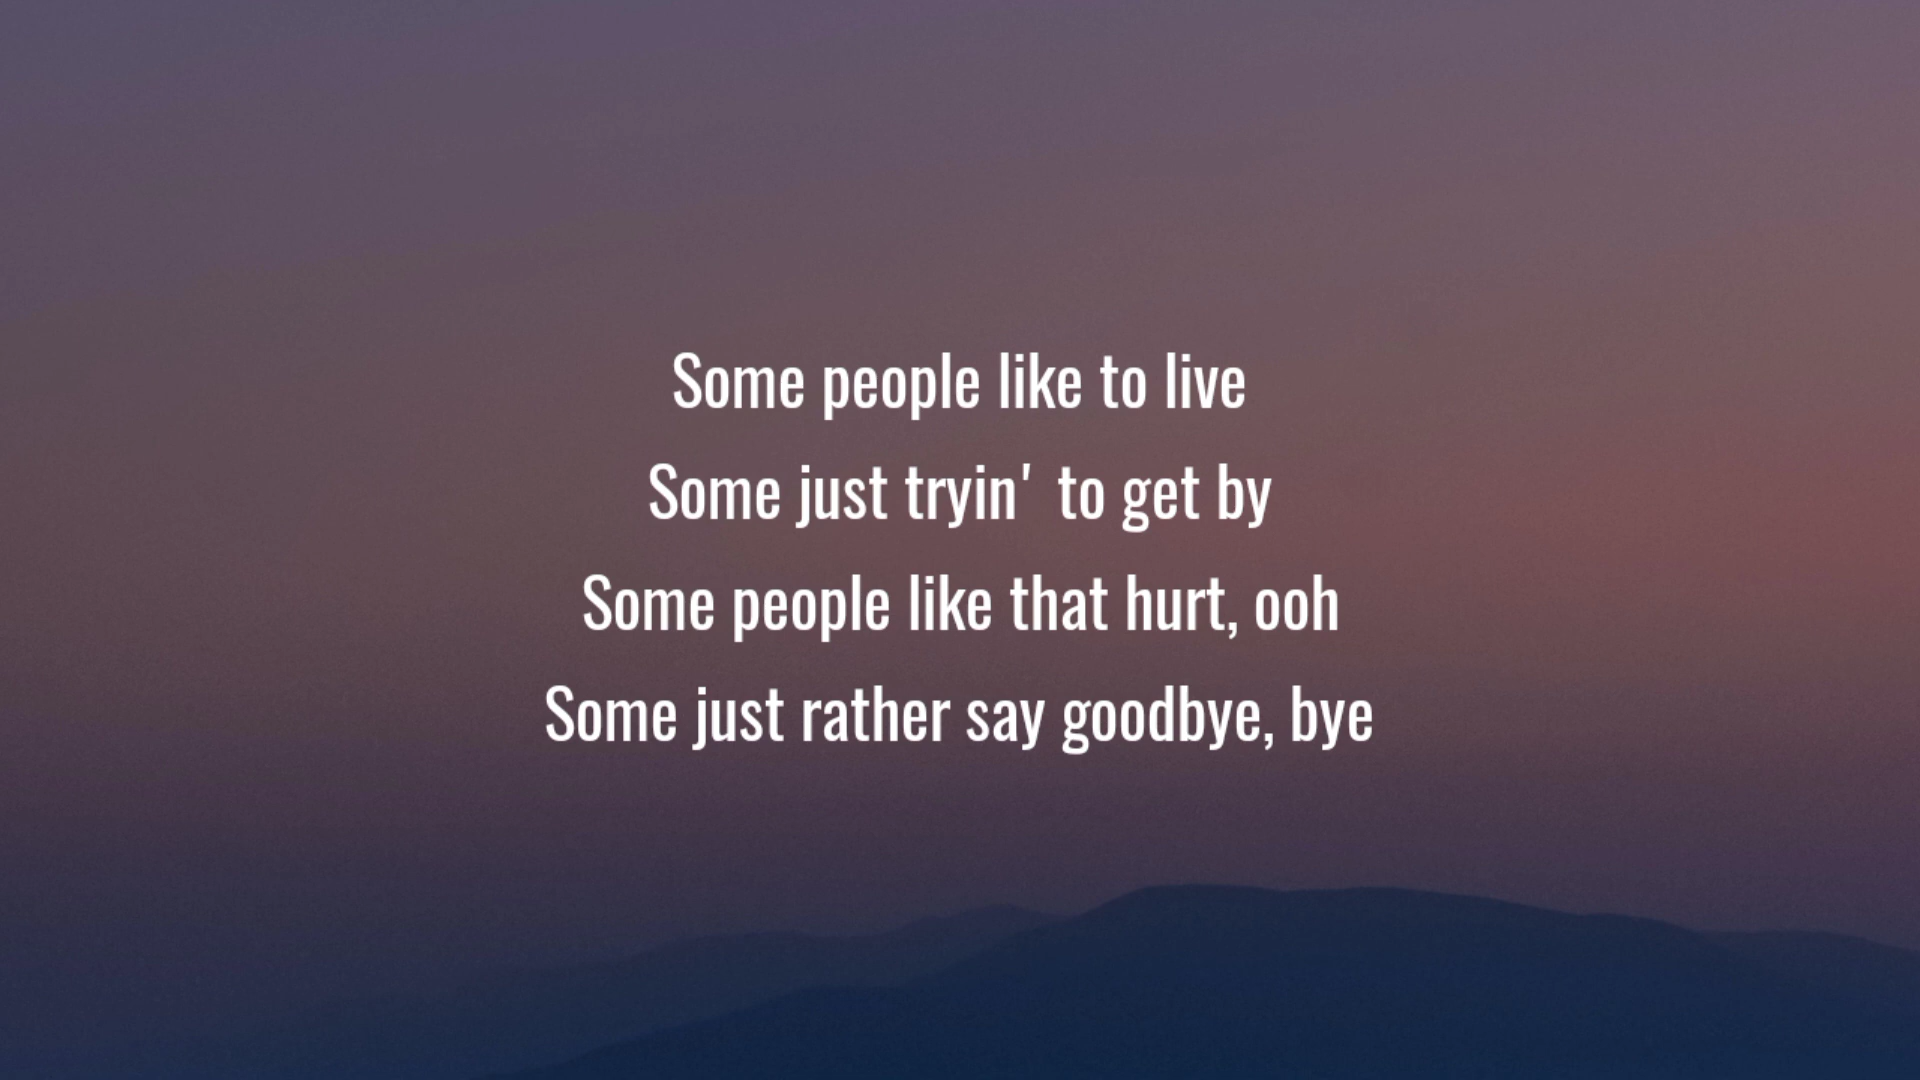 Some people like to live
Some just tryin' to get by
Some people like that hurt, ooh
Some just rather say goodbye, bye